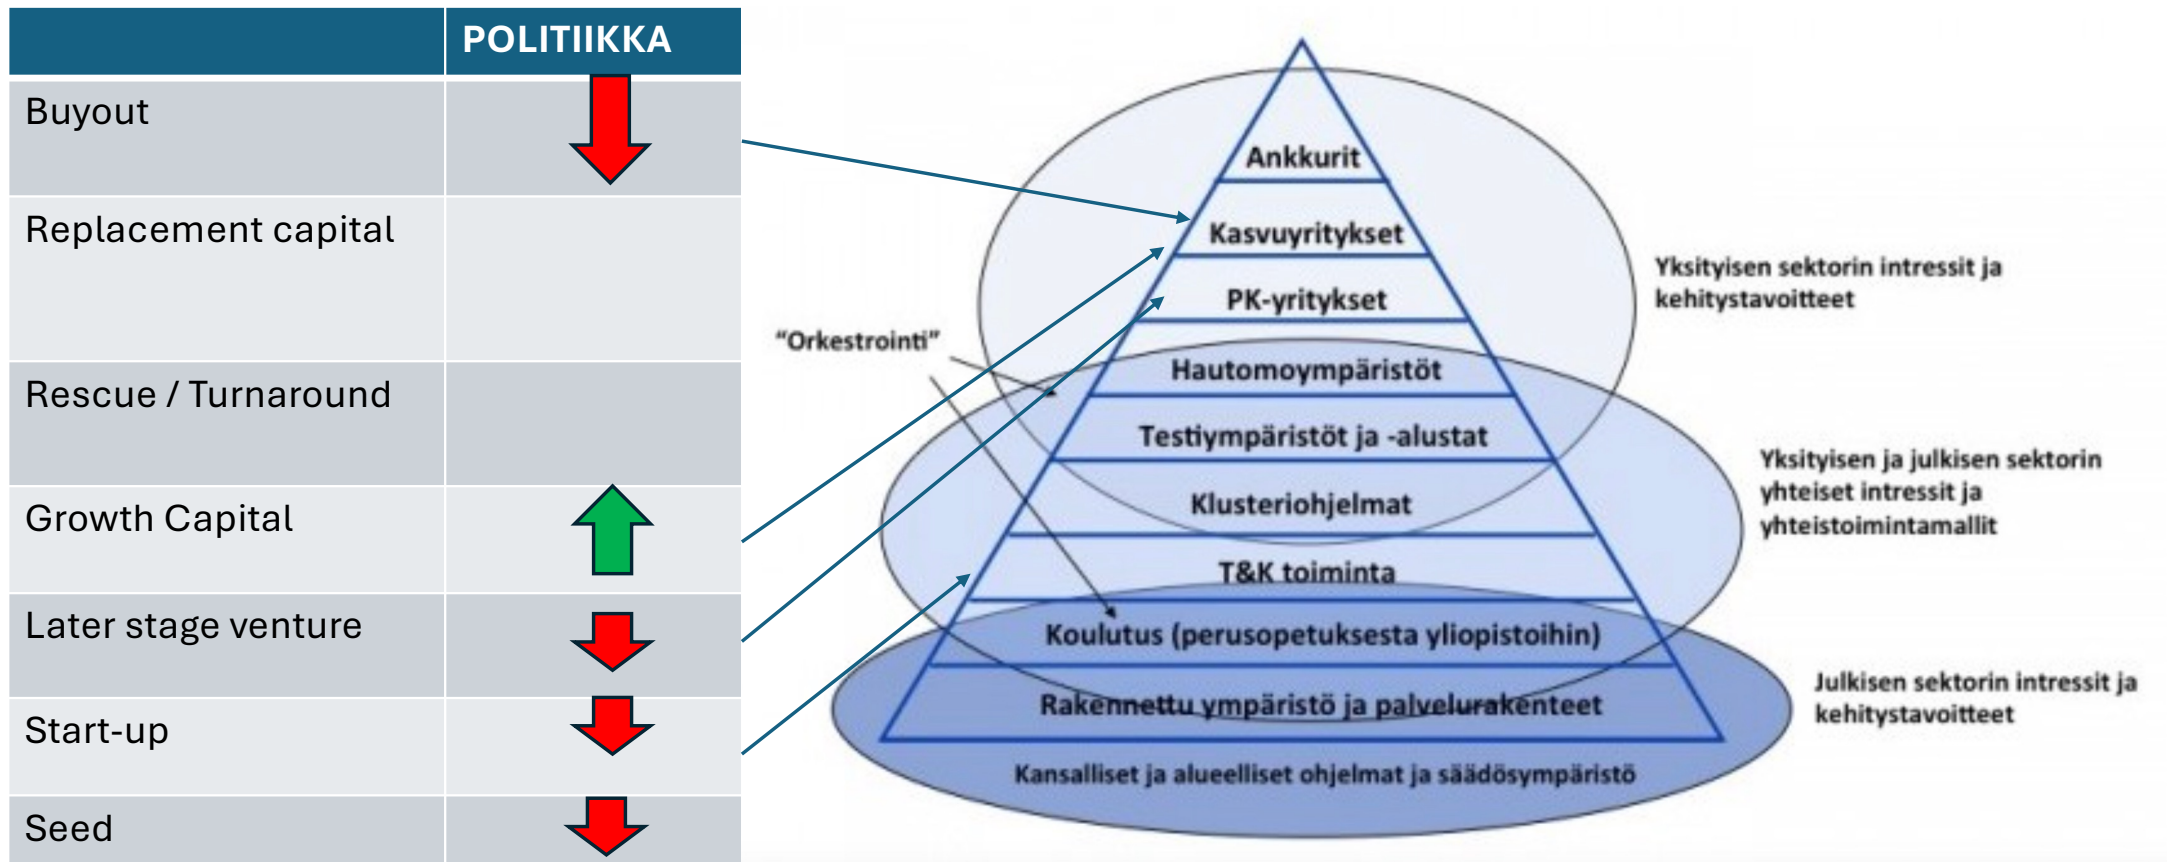 POLITIIKKA
Buyout
Replacement capital
Rescue / Turnaround
Growth Capital
Later stage venture
Start-up
Seed
Ankkurit
Kasvuyritykset
PK-yritykset
Hautomoympäristöt
Testiympäristöt ja -alustat
Klusteriohjelmat
T&K toiminta
Koulutus (perusopetuksesta yliopistoihin)
Rakennettu ympäristö ja palvelurakenteet
Kansalliset ja alueelliset ohjelmat ja säädösympäristö
“Orkestrointi”
Yksityisen sektorin intressit ja
kehitystavoitteet
Yksityisen ja julkisen sektorin
yhteiset intressit ja
yhteistoimintamallit
Julkisen sektorin intressit ja
kehitystavoitteet